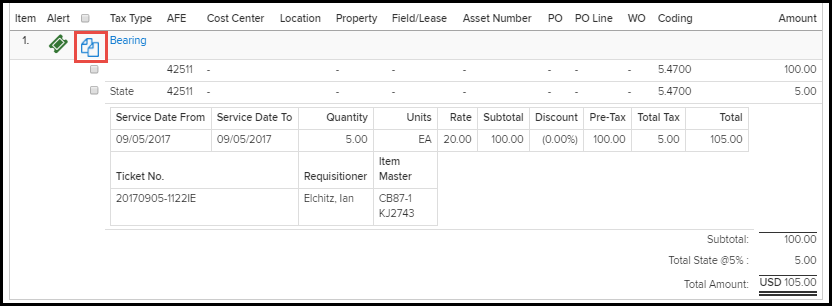 Item Alert Tax Type AFE Cost Center Location Property Field/Lease Asset Number PO PO Line WO Coding Amount
1. Bearing
42511 - - - - - - - - 5.4700 100.00
State 42511 - - - - - - - - 5.4700 5.00
Service Date From Service Date To Quantity Units Rate Subtotal Discount Pre-Tax Total Tax Total
09/05/2017 09/05/2017 5.00 EA 20.00 100.00 (0.00%) 100.00 5.00 105.00
Ticket No. Requisitioner Item
Master
20170905-1122IE Elchitz, Ian CB87-1
KJ2743
Subtotal: 100.00
Total State @5% : 5.00
Total Amount: USD 105.00